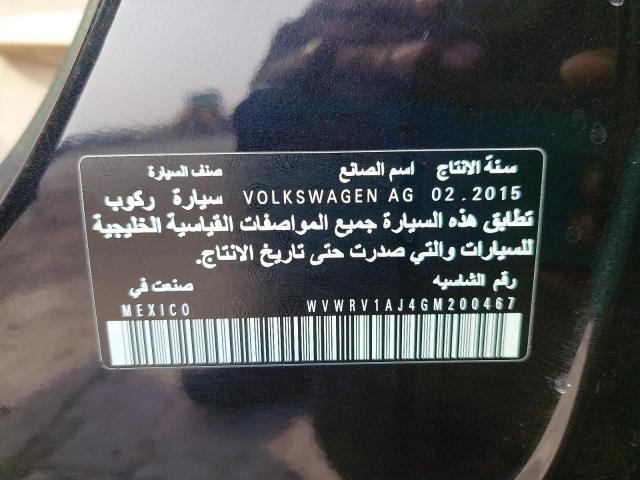 سنة الانتاج اسم الصانع صنف السيارة
02.2015 VOLKSWAGEN AG سيارة ركوب
تطابق هذه السيارة جميع المواصفات القياسية الخليجية
للسيارات والتي صدرت حتى تاريخ الانتاج.
رقم الشاسيه صنعت في
WVWRV1AJ4GM200467 MEXICO